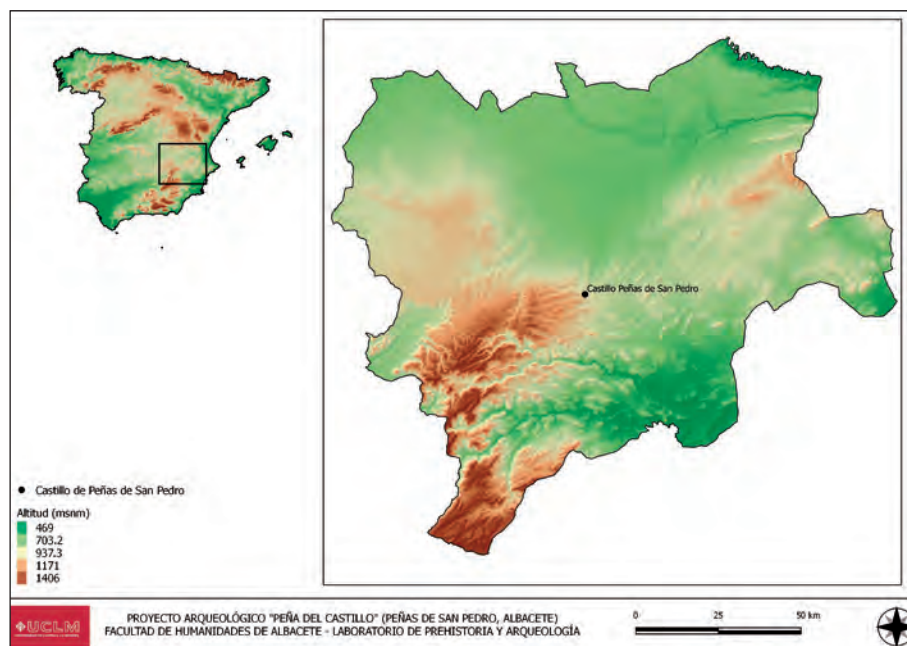 Castillo Peñas de San Pedro
Castillo de Peñas de San Pedro
Altitud (msnm)
469
703.2
937.3
1171
1406
UCLM
PROYECTO ARQUEOLÓGICO "PEÑA DEL CASTILLO" (PEÑAS DE SAN PEDRO, ALBACETE)
FACULTAD DE HUMANIDADES DE ALBACETE - LABORATORIO DE PREHISTORIA Y ARQUEOLOGÍA
0 25 50 km